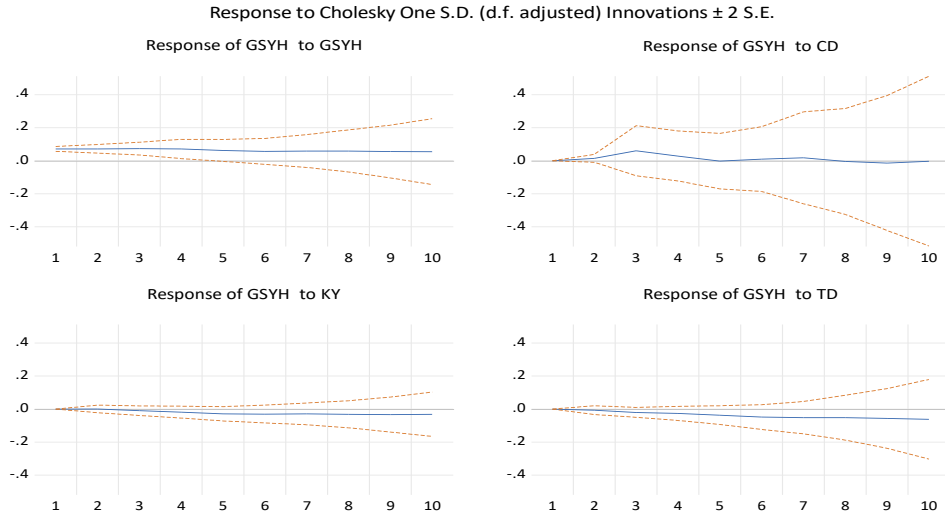 Response to Cholesky One S.D. (d.f. adjusted) Innovations ± 2 S.E.
Response of GSYH to GSYH
.4
.2
.0
-.2
-.4
1 2 3 4 5 6 7 8 9 10
Response of GSYH to CD
.4
.2
.0
-.2
-.4
1 2 3 4 5 6 7 8 9 10
Response of GSYH to KY
.4
.2
.0
-.2
-.4
1 2 3 4 5 6 7 8 9 10
Response of GSYH to TD
.4
.2
.0
-.2
-.4
1 2 3 4 5 6 7 8 9 10